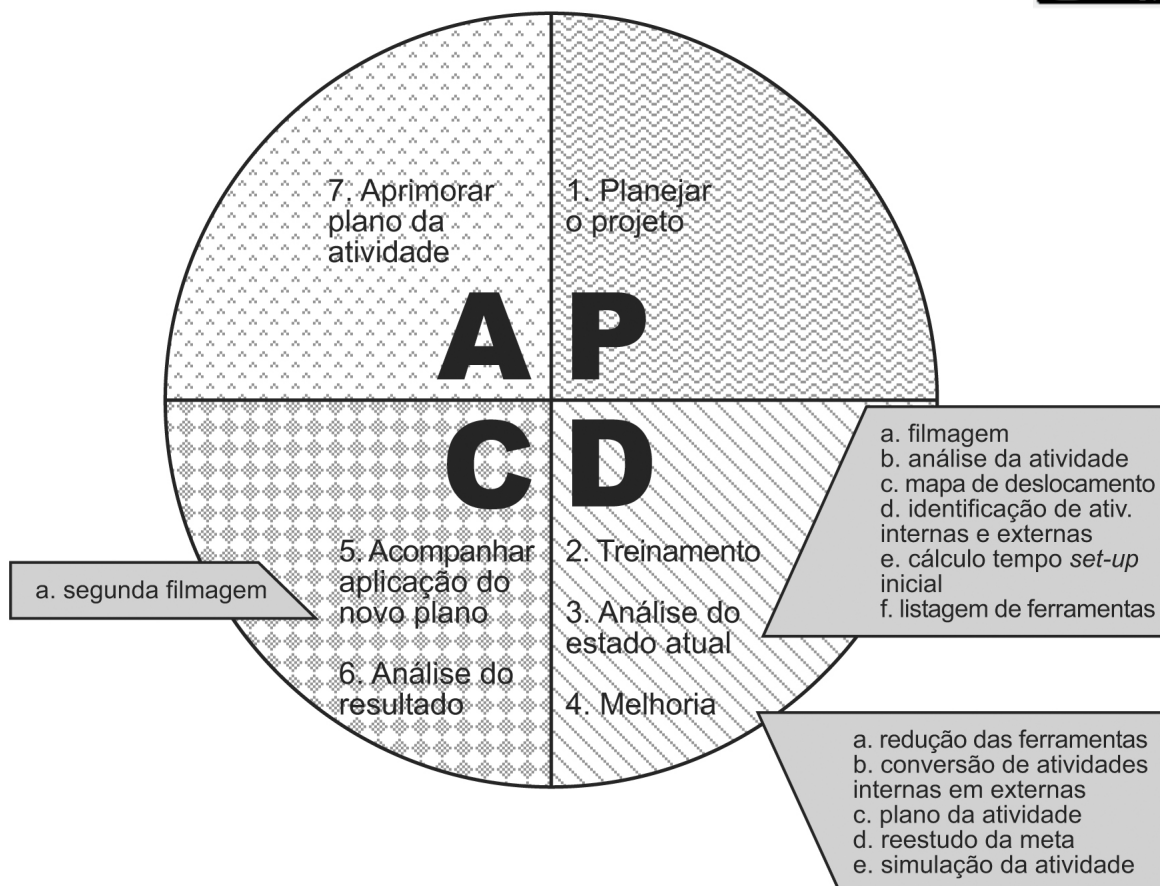 7. Aprimorar
plano da
atividade
1. Planejar
o projeto
A P
C D
5. Acompanhar
aplicação do
novo plano
6. Análise do
resultado
2. Treinamento
3. Análise do
estado atual
4. Melhoria
a. segunda filmagem
a. filmagem
b. análise da atividade
c. mapa de deslocamento
d. identificação de ativ.
internas e externas
e. cálculo tempo set-up
inicial
f. listagem de ferramentas
a. redução das ferramentas
b. conversão de atividades
internas em externas
c. plano da atividade
d. reestudo da meta
e. simulação da atividade